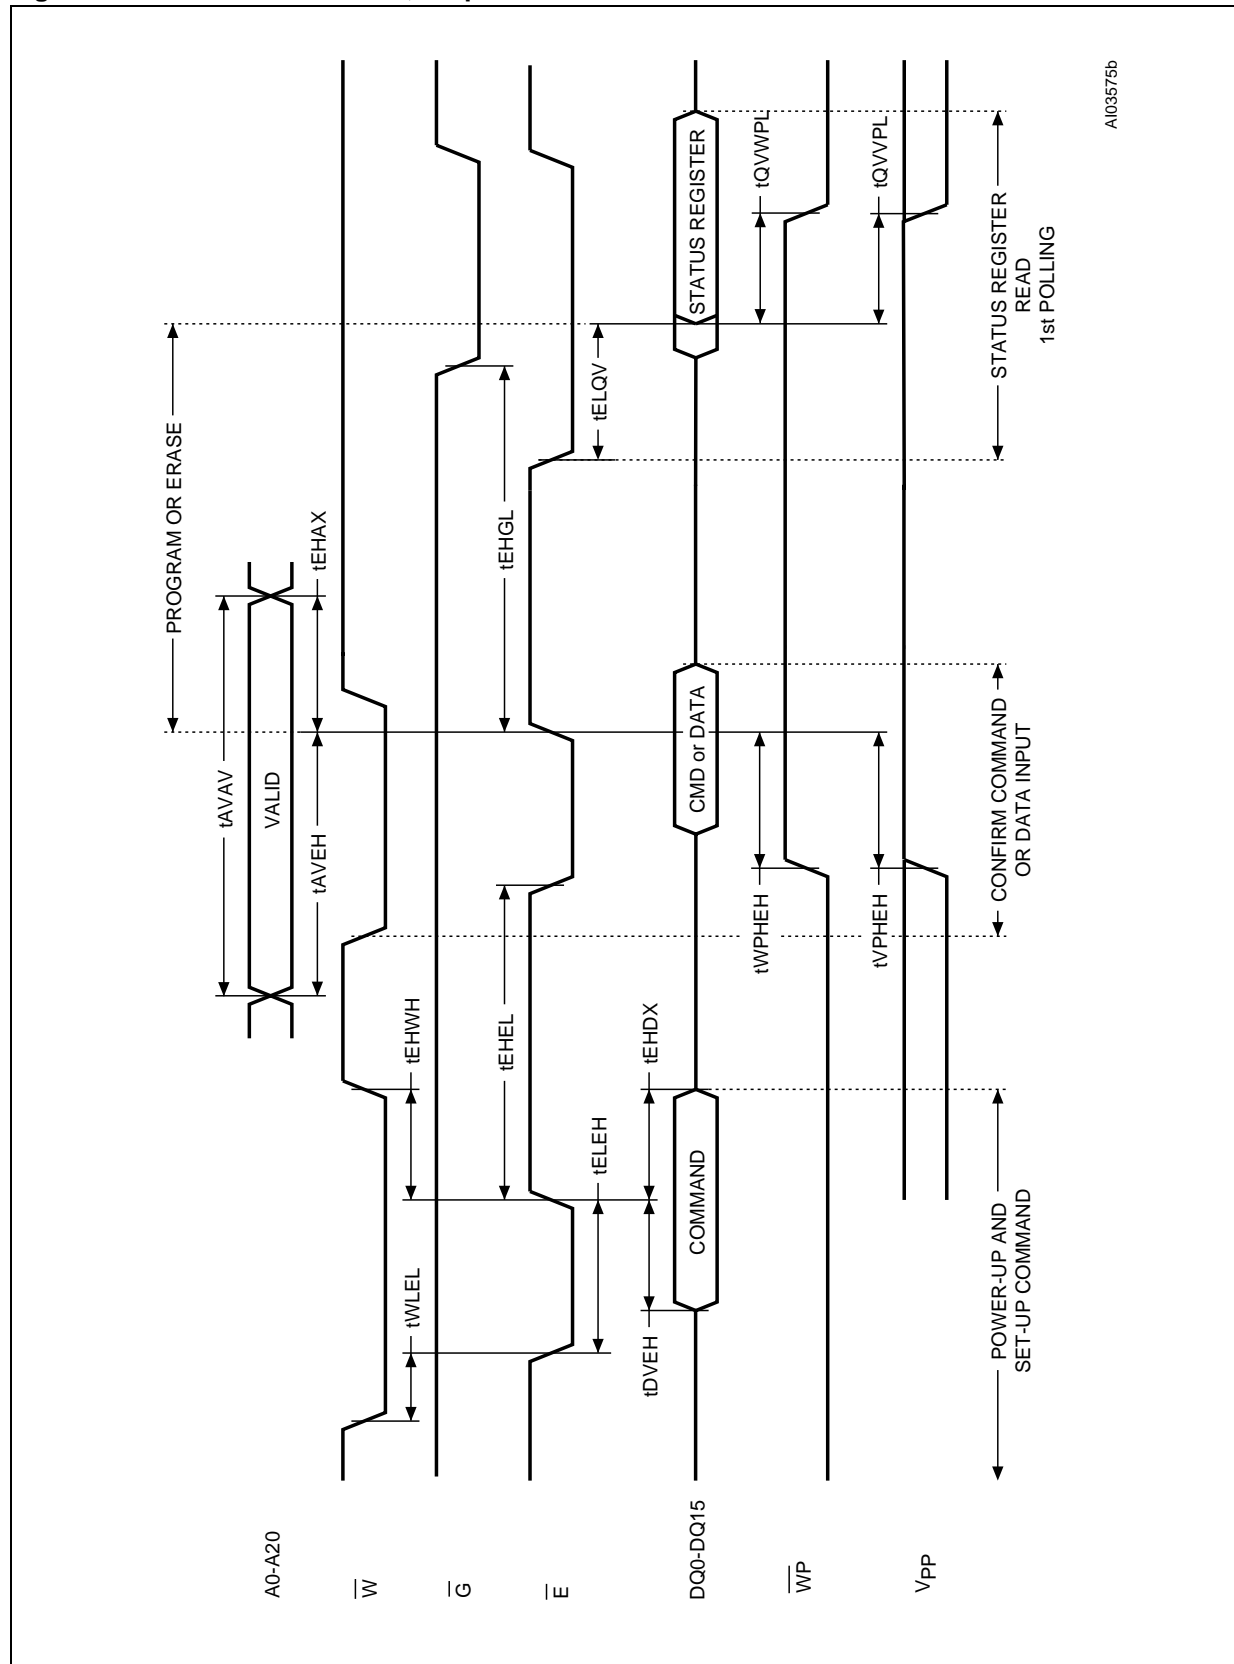 A0-A20
VALID
tAVAV
tAVEH
tEHAX
PROGRAM OR ERASE
W
tWLEL
tEHWH
G
tEHEL
tEHGL
E
tELEH
tELQV
tDVEH
tEHDX
DQ0-DQ15
COMMAND
CMD or DATA
STATUS REGISTER
WP
tWPHEH
tQVWPL
VPP
tVPHEH
tQVVPL
POWER-UP AND
SET-UP COMMAND
CONFIRM COMMAND
OR DATA INPUT
STATUS REGISTER
READ
1st POLLING
AI03575b